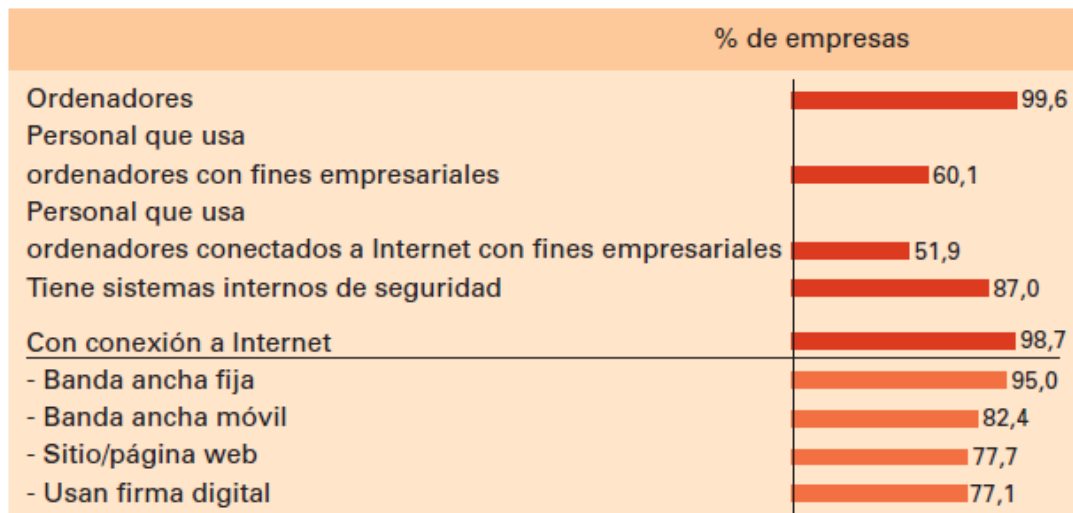 % de empresas
Ordenadores 99,6
Personal que usa
ordenadores con fines empresariales 60,1
Personal que usa
ordenadores conectados a Internet con fines empresariales 51,9
Tiene sistemas internos de seguridad 87,0
Con conexión a Internet 98,7
- Banda ancha fija 95,0
- Banda ancha móvil 82,4
- Sitio/página web 77,7
- Usan firma digital 77,1